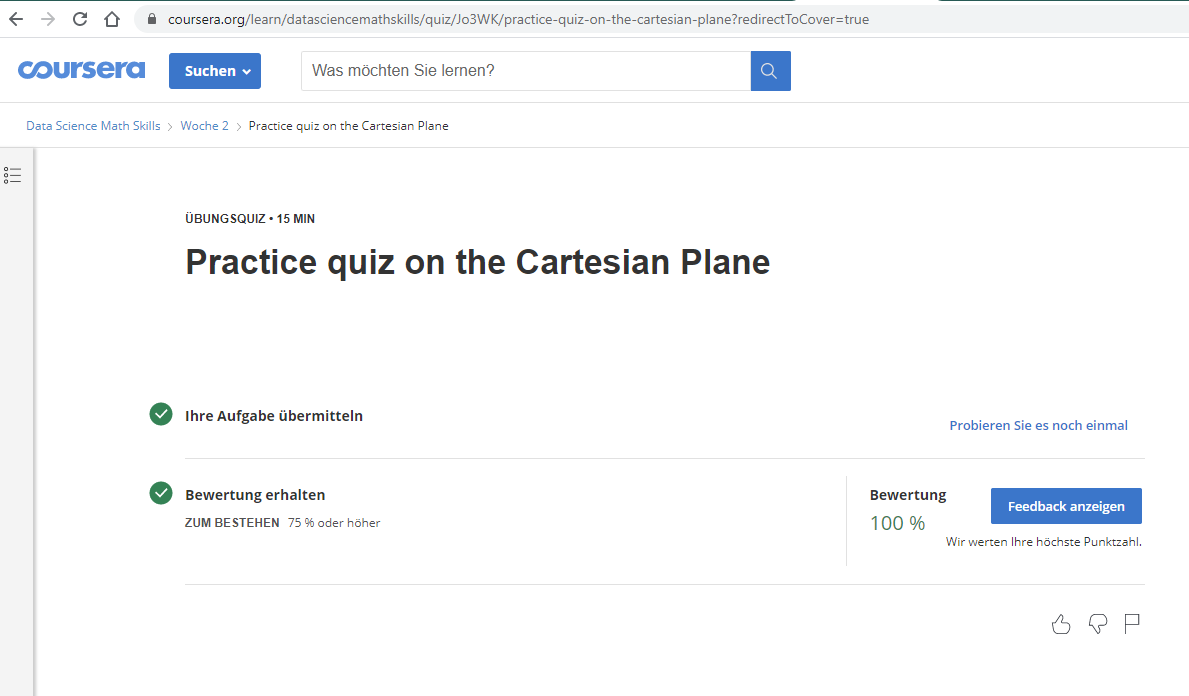 coursera.org/learn/datasciencemathskills/quiz/Jo3WK/practice-quiz-on-the-cartesian-plane?redirectToCover=true
coursera Suchen Was möchten Sie lernen?
Data Science Math Skills > Woche 2 > Practice quiz on the Cartesian Plane
ÜBUNGSQUIZ • 15 MIN
Practice quiz on the Cartesian Plane
Ihre Aufgabe übermitteln
Probieren Sie es noch einmal
Bewertung erhalten
ZUM BESTEHEN 75 % oder höher
Bewertung
100 %
Feedback anzeigen
Wir werten Ihre höchste Punktzahl.